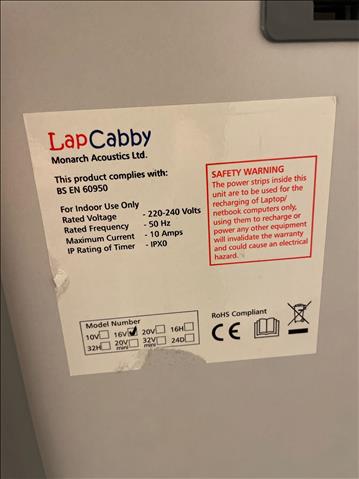 LapCabby
Monarch Acoustics Ltd.
This product complies with:
BS EN 60950
For Indoor Use Only
Rated Voltage - 220-240 Volts
Rated Frequency - 50 Hz
Maximum Current - 10 Amps
IP Rating of Timer - IPX0
SAFETY WARNING
The power strips inside this
unit are to be used for the
recharging of Laptop/
netbook computers only,
using them to recharge or
power any other equipment
will invalidate the warranty
and could cause an electrical
hazard.
Model Number
10V 16V 20V 16H
32H 20V mini 32V mini 24D
RoHS Compliant
CE